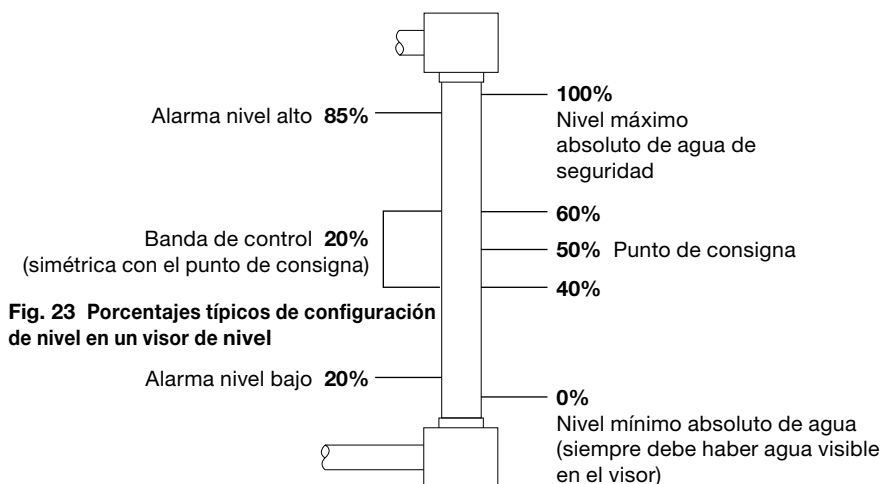 100%
Nivel máximo
absoluto de agua de
seguridad
Alarma nivel alto 85%
60%
Banda de control 20%
(simétrica con el punto de consigna)
50% Punto de consigna
40%
Fig. 23 Porcentajes típicos de configuración
de nivel en un visor de nivel
Alarma nivel bajo 20%
0%
Nivel mínimo absoluto de agua
(siempre debe haber agua visible
en el visor)